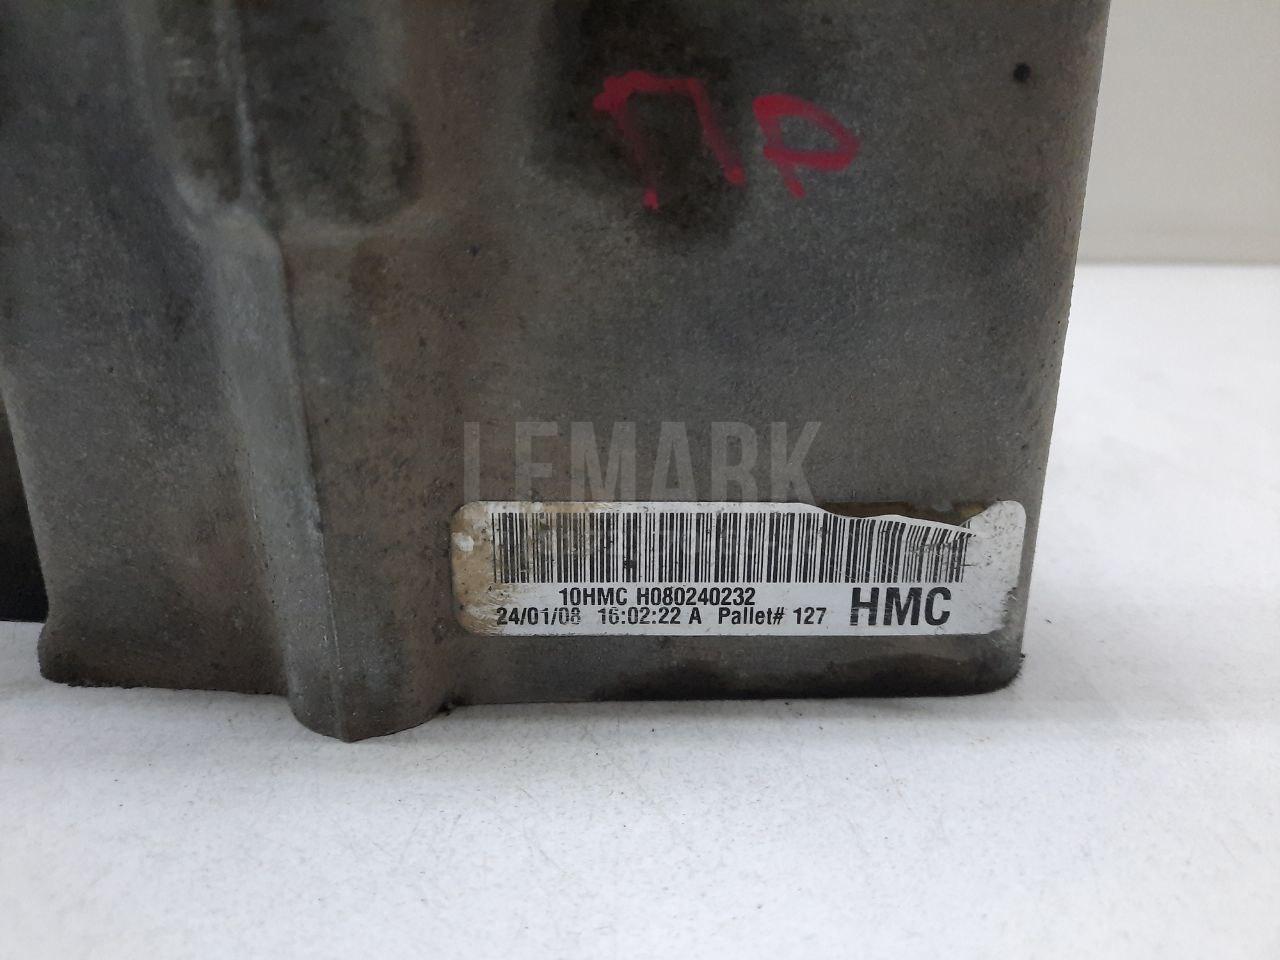 ПР
LEMARK
10HMC H080240232
24/01/08 16:02:22 A Pallet# 127 HMC